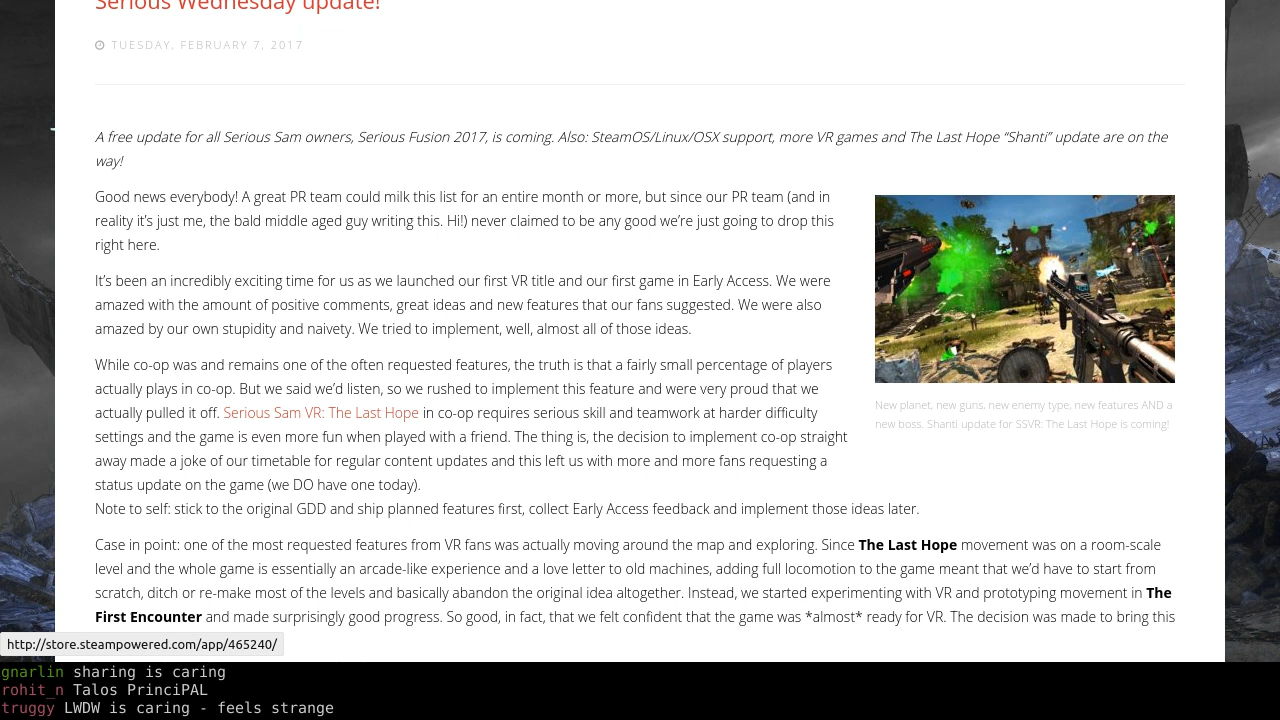 Serious Wednesday update!
TUESDAY, FEBRUARY 7, 2017
A free update for all Serious Sam owners, Serious Fusion 2017, is coming. Also: SteamOS/Linux/OSX support, more VR games and The Last Hope “Shanti” update are on the
way!
Good news everybody! A great PR team could milk this list for an entire month or more, but since our PR team (and in
reality it’s just me, the bald middle aged guy writing this. Hi!) never claimed to be any good we’re just going to drop this
right here.
It’s been an incredibly exciting time for us as we launched our first VR title and our first game in Early Access. We were
amazed with the amount of positive comments, great ideas and new features that our fans suggested. We were also
amazed by our own stupidity and naivety. We tried to implement, well, almost all of those ideas.
While co-op was and remains one of the often requested features, the truth is that a fairly small percentage of players
actually plays in co-op. But we said we’d listen, so we rushed to implement this feature and were very proud that we
actually pulled it off. Serious Sam VR: The Last Hope in co-op requires serious skill and teamwork at harder difficulty
settings and the game is even more fun when played with a friend. The thing is, the decision to implement co-op straight
away made a joke of our timetable for regular content updates and this left us with more and more fans requesting a
status update on the game (we DO have one today).
New planet, new guns, new enemy type, new features AND a
new boss. Shanti update for SSVR: The Last Hope is coming!
Note to self: stick to the original GDD and ship planned features first, collect Early Access feedback and implement those ideas later.
Case in point: one of the most requested features from VR fans was actually moving around the map and exploring. Since The Last Hope movement was on a room-scale
level and the whole game is essentially an arcade-like experience and a love letter to old machines, adding full locomotion to the game meant that we’d have to start from
scratch, ditch or re-make most of the levels and basically abandon the original idea altogether. Instead, we started experimenting with VR and prototyping movement in The
First Encounter and made surprisingly good progress. So good, in fact, that we felt confident that the game was *almost* ready for VR. The decision was made to bring this
http://store.steampowered.com/app/465240/
gnarlin sharing is caring
rohit_n Talos PrinciPAL
truggy LWDW is caring - feels strange